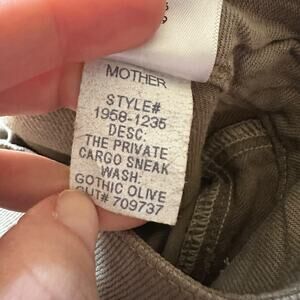 MOTHER
STYLE#
1958-1235
DESC.
THE PRIVATE
CARGO SNEAK
WASH:
GOTHIC OLIVE
CUT# 709737